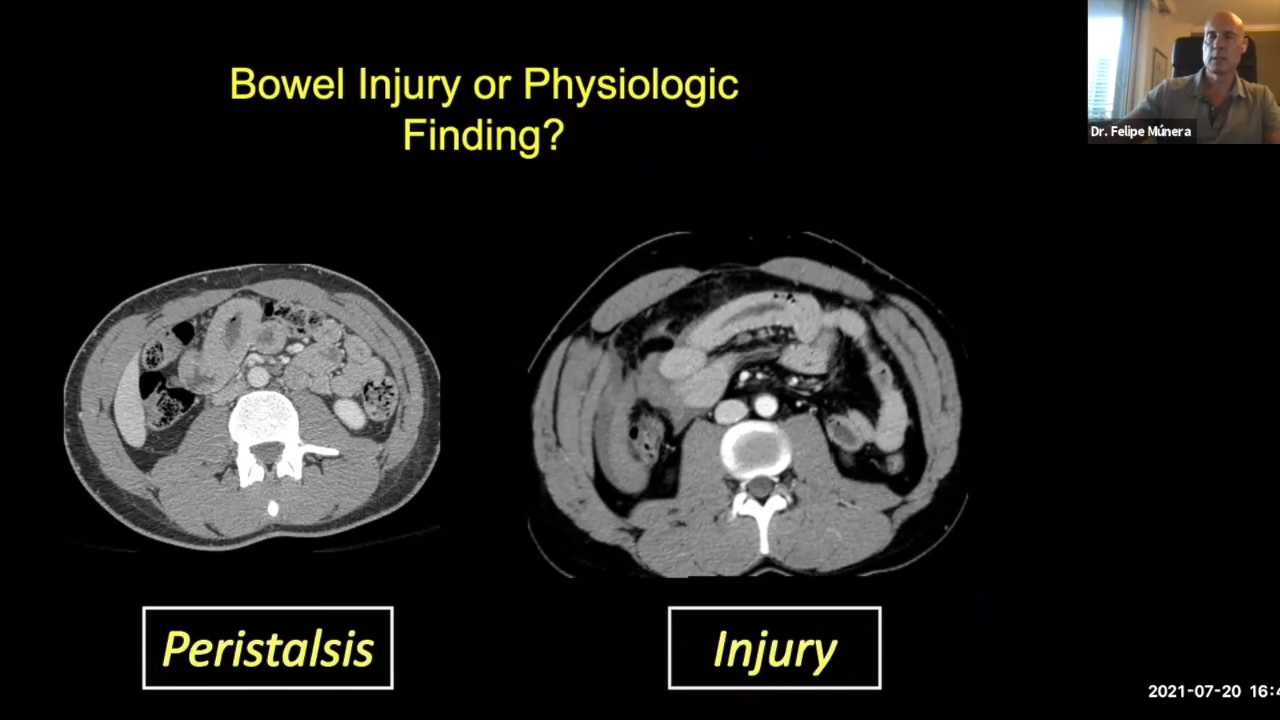 Bowel Injury or Physiologic
Finding?
Dr. Felipe Múnera
Peristalsis
Injury
2021-07-20 16:4